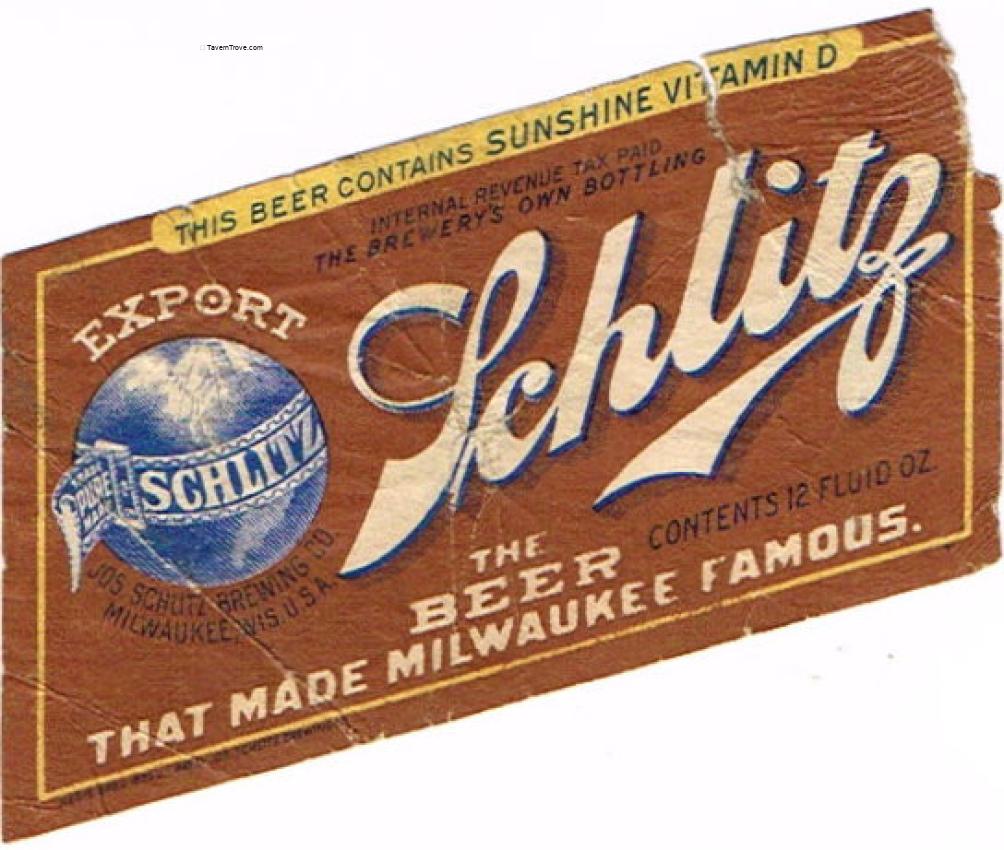 TavernTrove.com
THIS BEER CONTAINS SUNSHINE VITAMIN D
INTERNAL REVENUE TAX PAID
THE BREWERY'S OWN BOTTLING
EXPORT
Schlitz
SCHLITZ
CONTENTS 12 FLUID OZ.
JOS SCHLITZ BREWING CO
MILWAUKEE, WIS. U.S.A.
THE
BEER
THAT MADE MILWAUKEE FAMOUS.